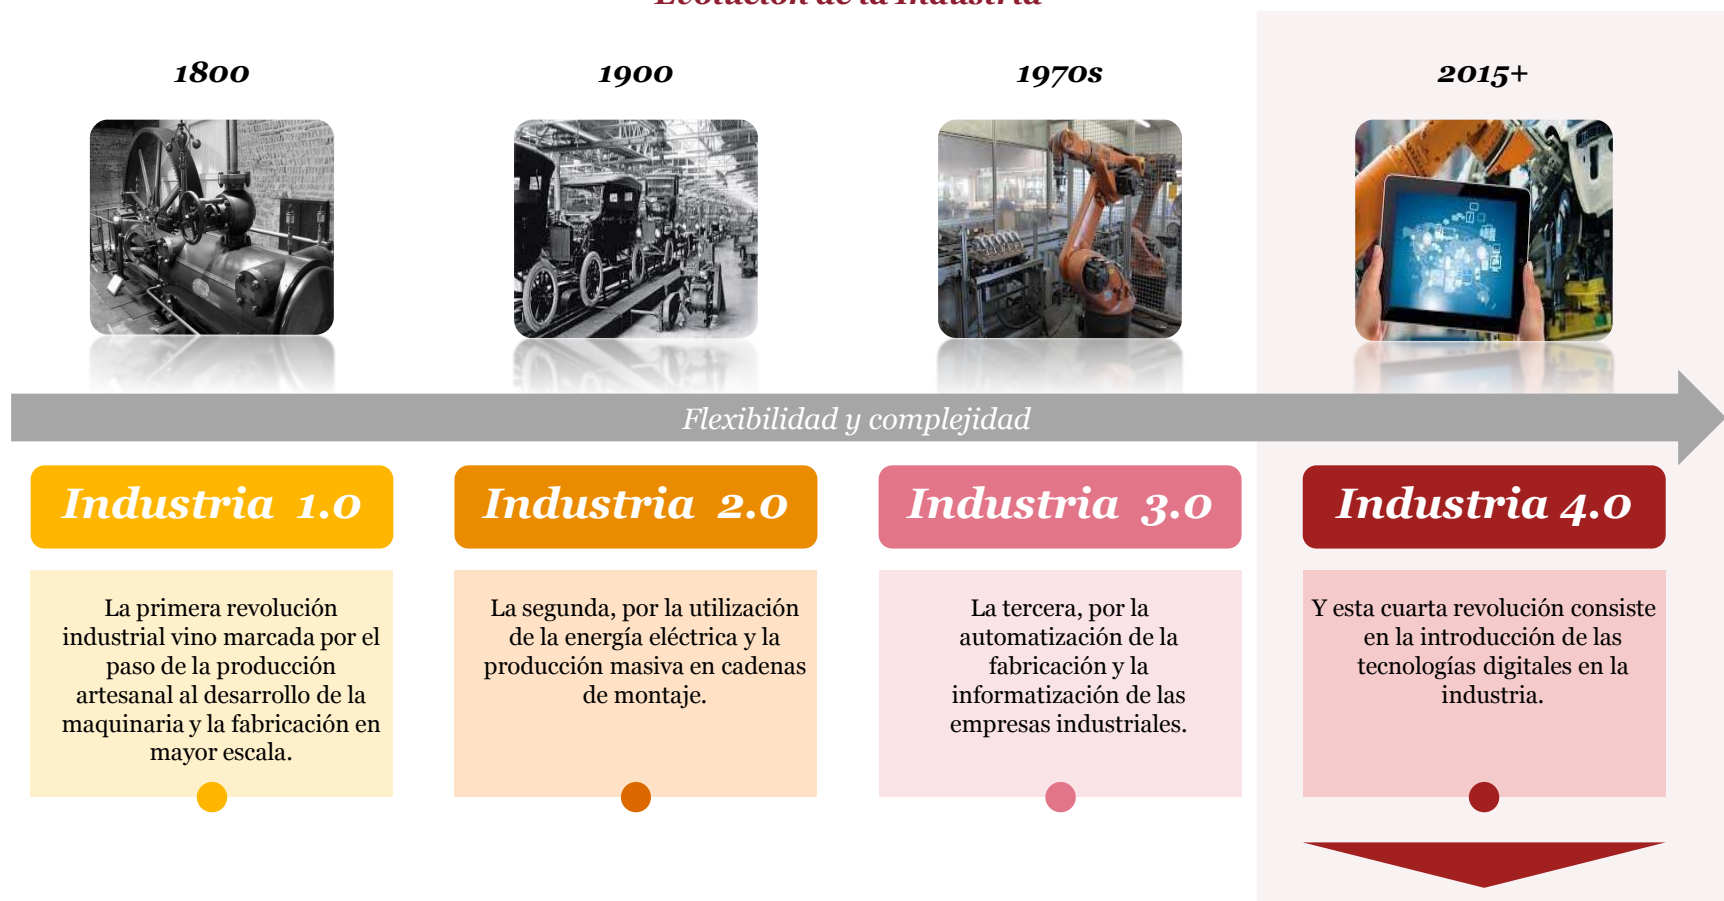 Evolución de la Industria
1800
1900
1970s
2015+
Flexibilidad y complejidad
Industria 1.0
Industria 2.0
Industria 3.0
Industria 4.0
La primera revolución
industrial vino marcada por el
paso de la producción
artesanal al desarrollo de la
maquinaria y la fabricación en
mayor escala.
La segunda, por la utilización
de la energía eléctrica y la
producción masiva en cadenas
de montaje.
La tercera, por la
automatización de la
fabricación y la
informatización de las
empresas industriales.
Y esta cuarta revolución consiste
en la introducción de las
tecnologías digitales en la
industria.